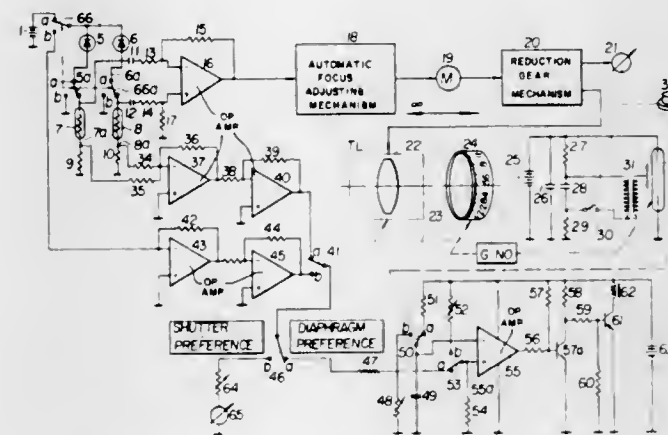 66
18
20
21
15
a
b
5
6
11
13
16
AUTOMATIC
FOCUS
ADJUSTING
MECHANISM
19
M
REDUCTION
GEAR
MECHANISM
5a
6a
66a
a
b
a
b
12
14
17
OP
AMP
∞
7
7a
8
8a
9
10
34
35
36
37
38
39
40
TL
22
23
24
25
26
27
28
29
30
31
G NO.
42
43
44
45
OP
AMP
a
b
41
SHUTTER
PREFERENCE
DIAPHRAGM
PREFERENCE
b
a
46
47
64
65
51
52
b
a
50
48
49
b
a
53
54
55a
55
OP
AMP
56
57
57a
58
59
60
61
62